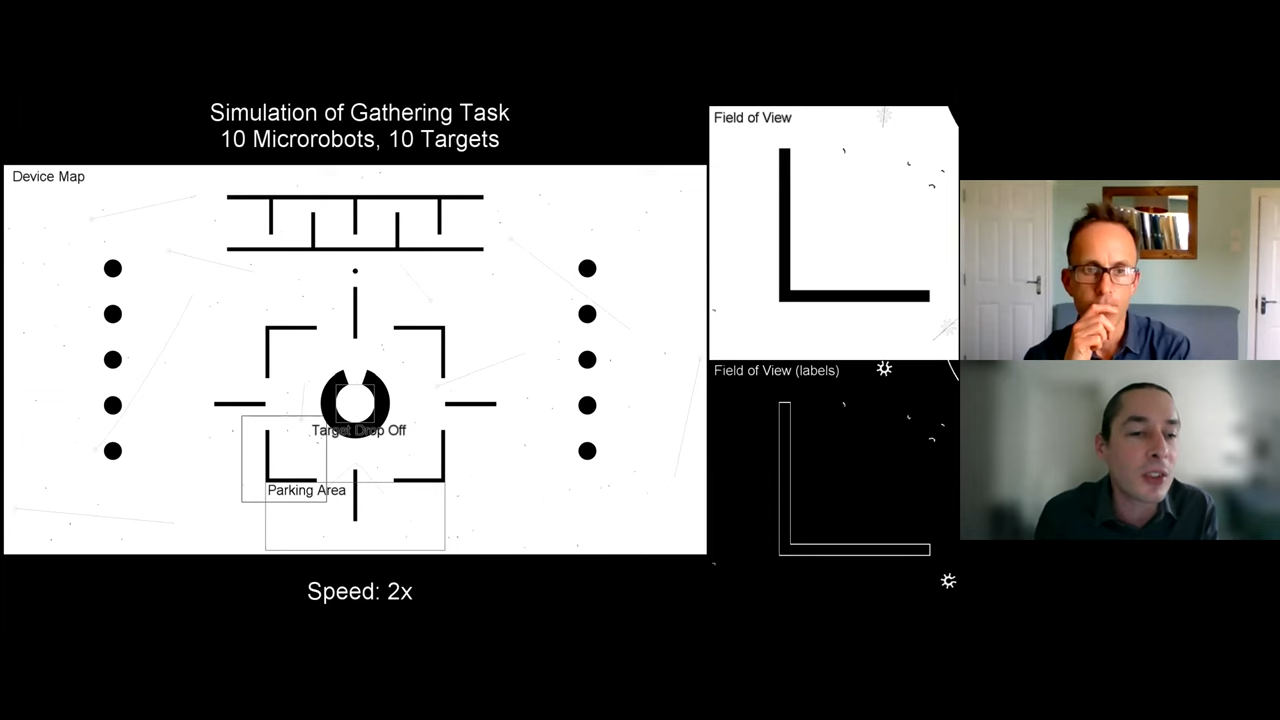 Simulation of Gathering Task
10 Microrobots, 10 Targets
Device Map
Target Drop Off
Parking Area
Speed: 2x
Field of View
Field of View (labels)